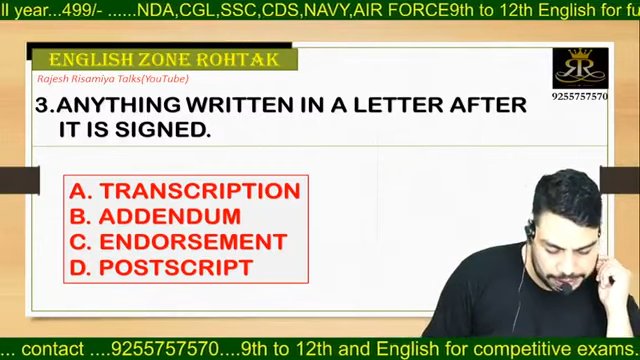 ll year...499/- ......NDA,CGL,SSC,CDS,NAVY,AIR FORCE9th to 12th English for fu
ENGLISH ZONE ROHTAK
Rajesh Risamiya Talks{YouTube}
RR
9255757570
3.ANYTHING WRITTEN IN A LETTER AFTER
IT IS SIGNED.
A. TRANSCRIPTION
B. ADDENDUM
C. ENDORSEMENT
D. POSTSCRIPT
... contact ....9255757570....9th to 12th and English for competitive exams